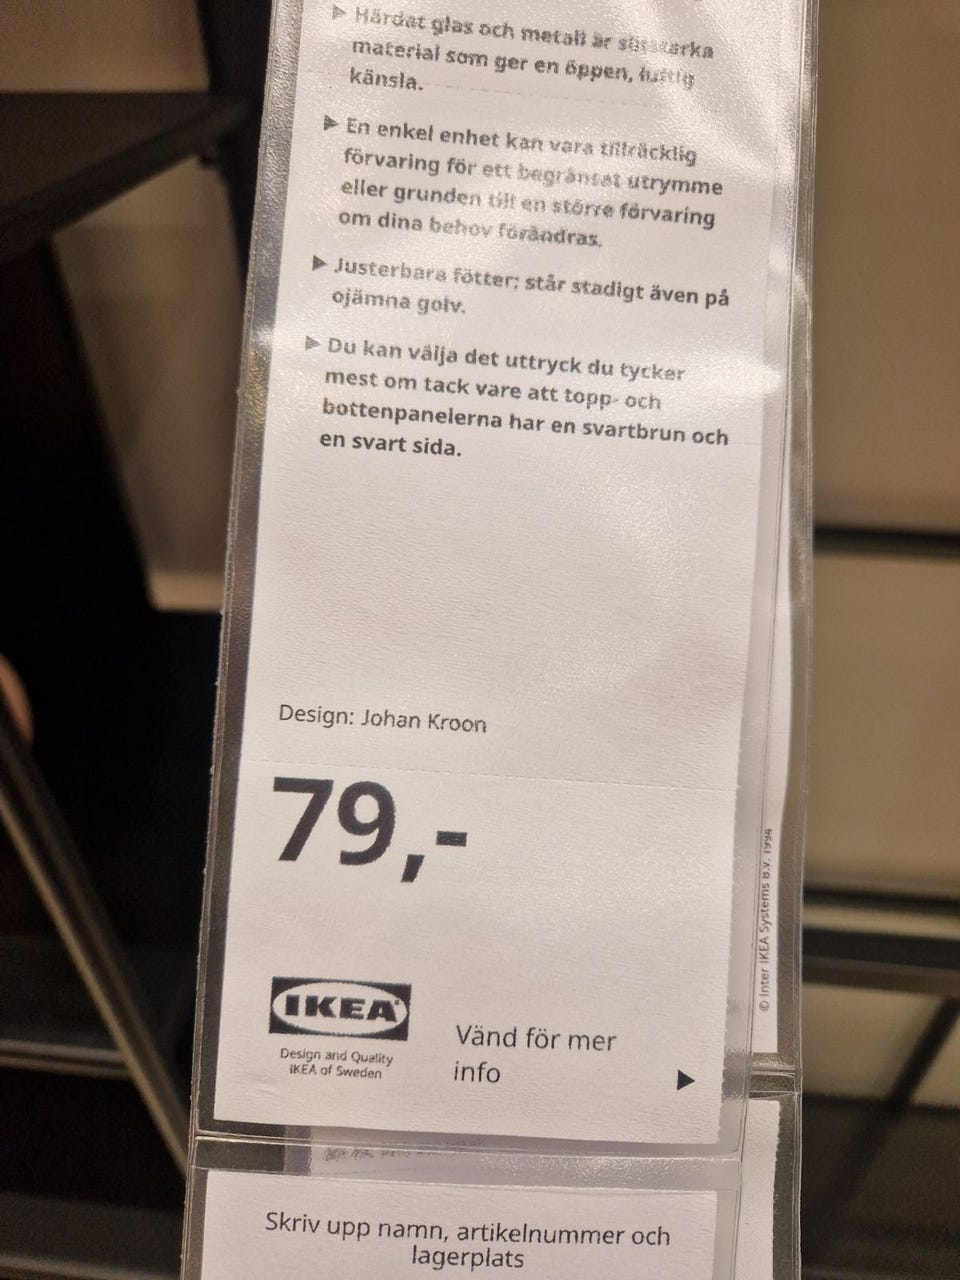 ▶ Härdat glas och metall är slitstarka
material som ger en öppen, luftig
känsla.
▶ En enkel enhet kan vara tillräcklig
förvaring för ett begränsat utrymme
eller grunden till en större förvaring
om dina behov förändras.
▶ Justerbara fötter; står stadigt även på
ojämna golv.
▶ Du kan välja det uttryck du tycker
mest om tack vare att topp- och
bottenpanelerna har en svartbrun och
en svart sida.
Design: Johan Kroon
79,-
© Inter IKEA Systems B.V. 1994
IKEA®
Design and Quality
IKEA of Sweden
Vänd för mer
info
▶
Skriv upp namn, artikelnummer och
lagerplats